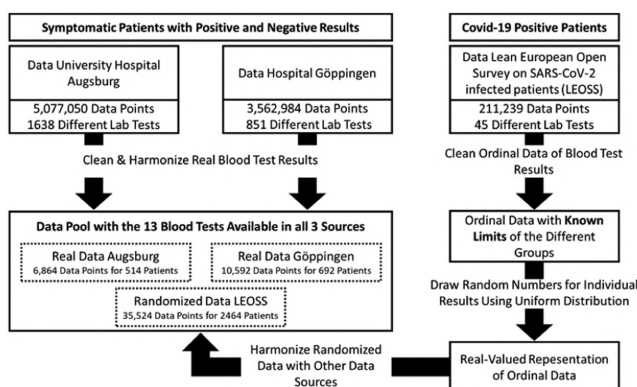 Symptomatic Patients with Positive and Negative Results
Covid-19 Positive Patients
Data University Hospital
Augsburg
5,077,050 Data Points
1638 Different Lab Tests
Data Hospital Göppingen
3,562,984 Data Points
851 Different Lab Tests
Data Lean European Open
Survey on SARS-CoV-2
infected patients (LEOSS)
211,239 Data Points
45 Different Lab Tests
Clean & Harmonize Real Blood Test Results
Clean Ordinal Data of Blood Test
Results
Data Pool with the 13 Blood Tests Available in all 3 Sources
Real Data Augsburg
6,864 Data Points for 514 Patients
Real Data Göppingen
10,592 Data Points for 692 Patients
Randomized Data LEOSS
35,524 Data Points for 2464 Patients
Ordinal Data with Known
Limits of the Different
Groups
Draw Random Numbers for Individual
Results Using Uniform Distribution
Harmonize Randomized
Data with Other Data
Sources
Real-Valued Repesentation
of Ordinal Data